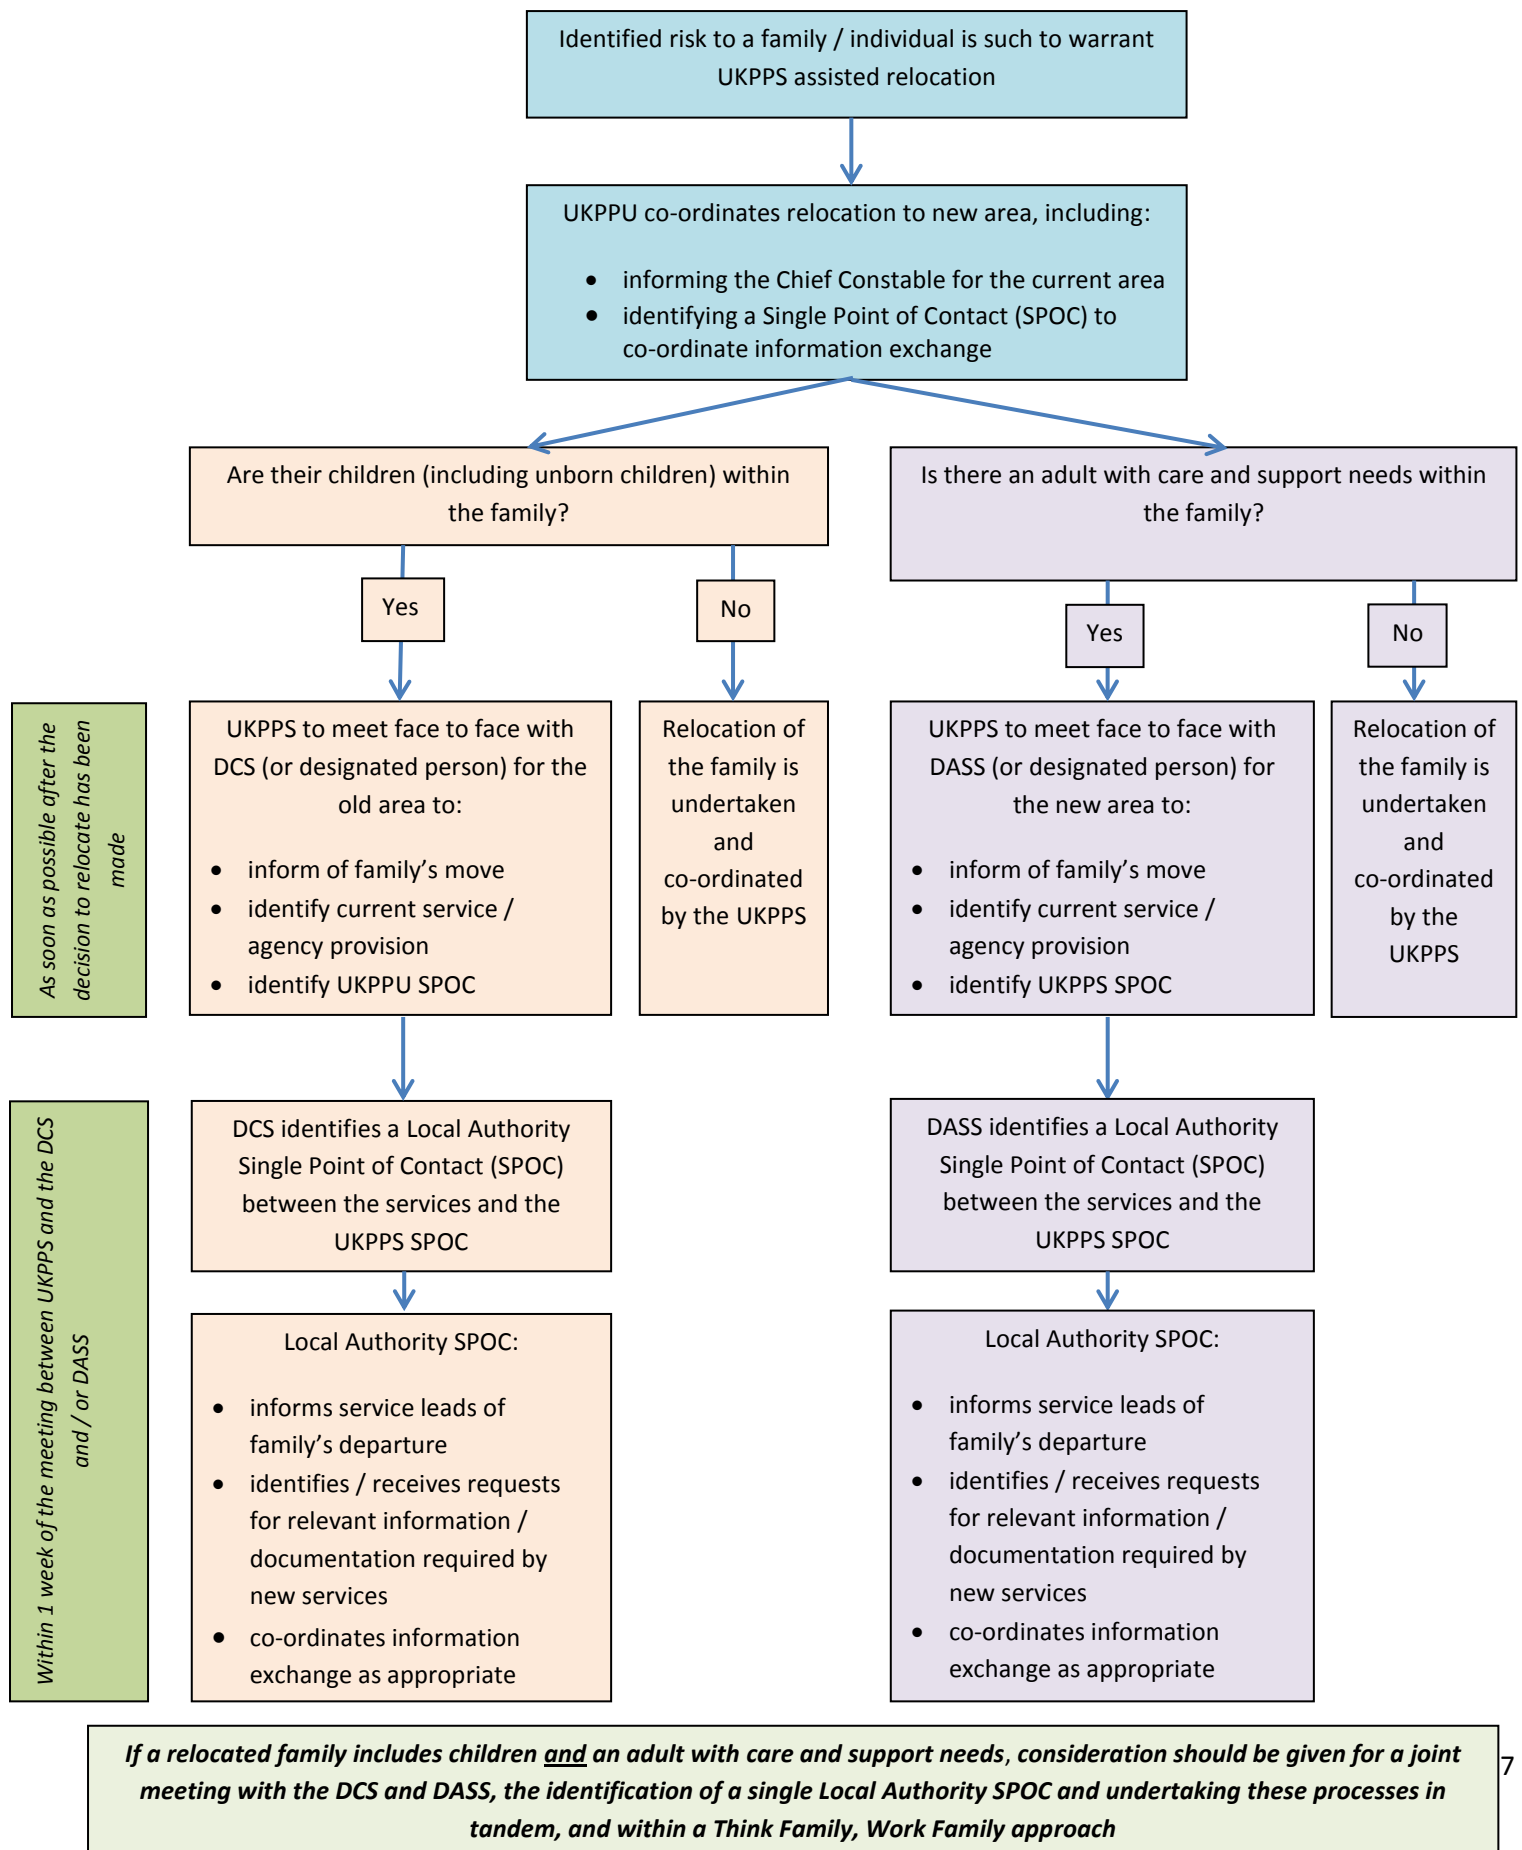 Identified risk to a family / individual is such to warrant
UKPPS assisted relocation
UKPPU co-ordinates relocation to new area, including:
• informing the Chief Constable for the current area
• identifying a Single Point of Contact (SPOC) to
co-ordinate information exchange
Are their children (including unborn children) within
the family?
Yes
No
Is there an adult with care and support needs within
the family?
Yes
No
As soon as possible after the
decision to relocate has been
made
UKPPS to meet face to face with
DCS (or designated person) for the
old area to:
• inform of family’s move
• identify current service /
agency provision
• identify UKPPU SPOC
Relocation of
the family is
undertaken
and
co-ordinated
by the UKPPS
UKPPS to meet face to face with
DASS (or designated person) for
the new area to:
• inform of family’s move
• identify current service /
agency provision
• identify UKPPS SPOC
Relocation of
the family is
undertaken
and
co-ordinated
by the
UKPPS
Within 1 week of the meeting between UKPPS and the DCS
and / or DASS
DCS identifies a Local Authority
Single Point of Contact (SPOC)
between the services and the
UKPPS SPOC
Local Authority SPOC:
• informs service leads of
family’s departure
• identifies / receives requests
for relevant information /
documentation required by
new services
• co-ordinates information
exchange as appropriate
DASS identifies a Local Authority
Single Point of Contact (SPOC)
between the services and the
UKPPS SPOC
Local Authority SPOC:
• informs service leads of
family’s departure
• identifies / receives requests
for relevant information /
documentation required by
new services
• co-ordinates information
exchange as appropriate
If a relocated family includes children and an adult with care and support needs, consideration should be given for a joint
meeting with the DCS and DASS, the identification of a single Local Authority SPOC and undertaking these processes in
tandem, and within a Think Family, Work Family approach
7